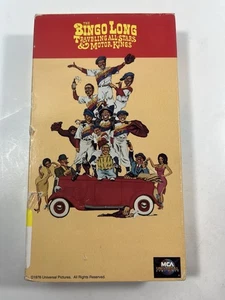 THE
BINGO LONG
TRAVELING ALL-STARS
& MOTOR KINGS
©1976 Universal Pictures. All Rights Reserved.
MCA